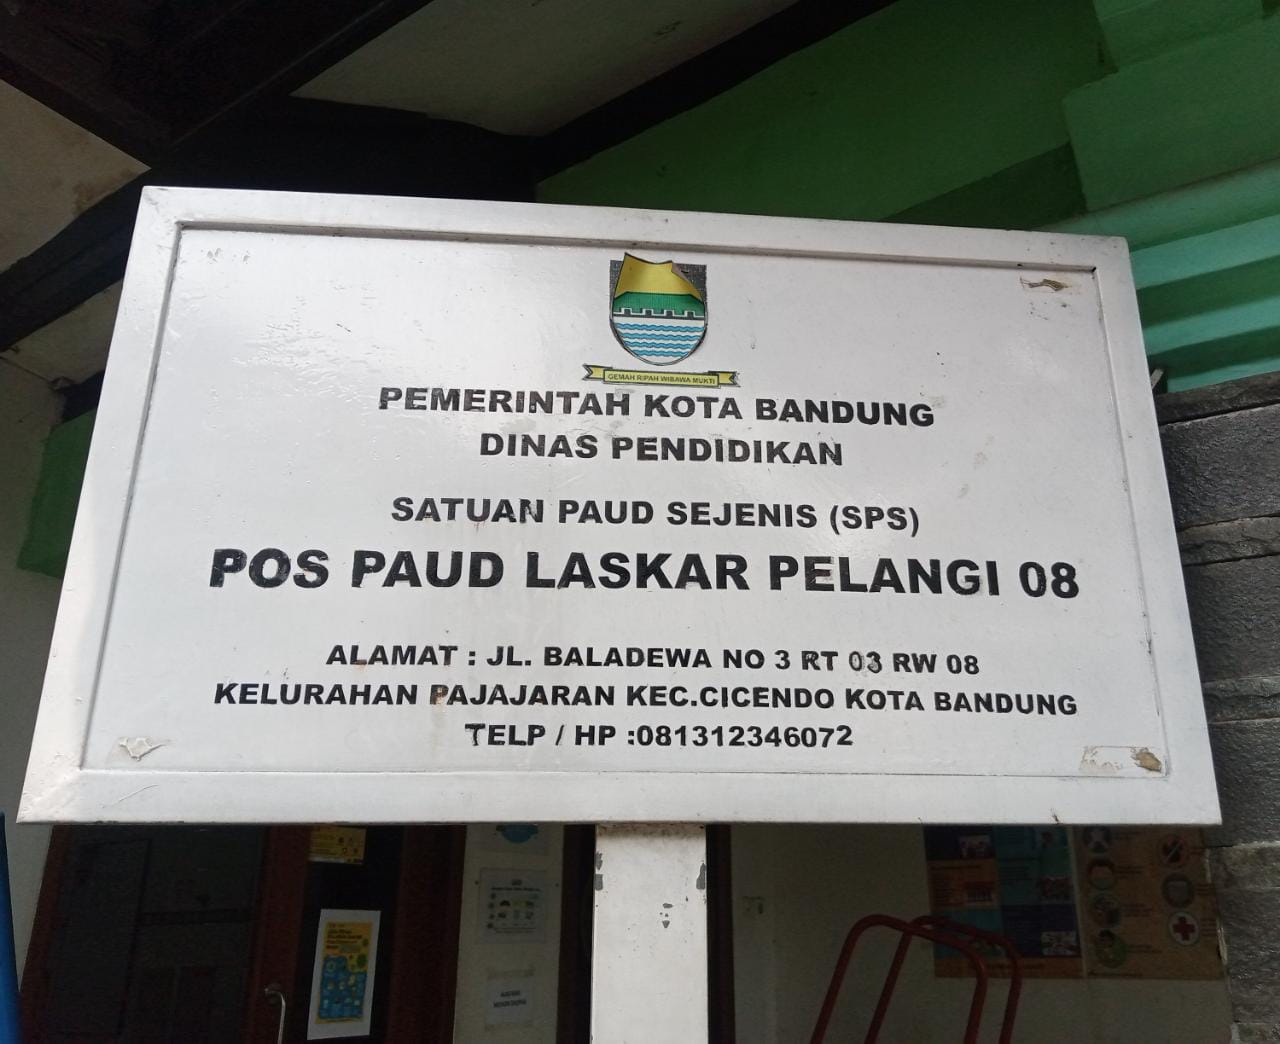 GEMAH RIPAH WIBAWA MUKTI
PEMERINTAH KOTA BANDUNG
DINAS PENDIDIKAN
SATUAN PAUD SEJENIS (SPS)
POS PAUD LASKAR PELANGI 08
ALAMAT : JL. BALADEWA NO 3 RT 03 RW 08
KELURAHAN PAJAJARAN KEC.CICENDO KOTA BANDUNG
TELP / HP :081312346072